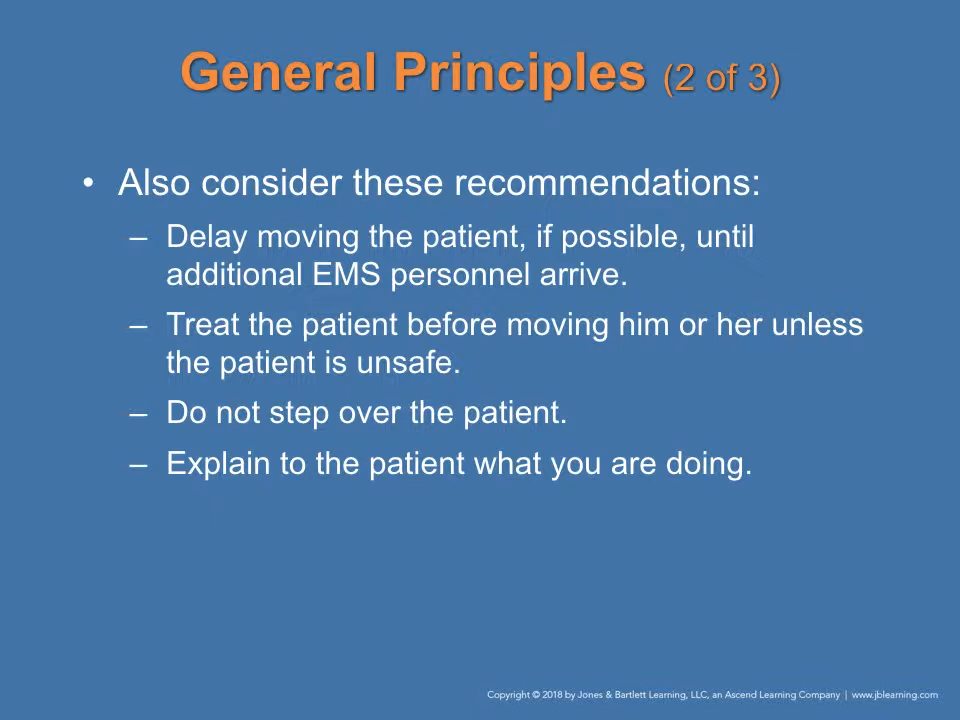 General Principles (2 of 3)
• Also consider these recommendations:
– Delay moving the patient, if possible, until
additional EMS personnel arrive.
– Treat the patient before moving him or her unless
the patient is unsafe.
– Do not step over the patient.
– Explain to the patient what you are doing.
Copyright © 2018 by Jones & Bartlett Learning, LLC, an Ascend Learning Company | www.jblearning.com